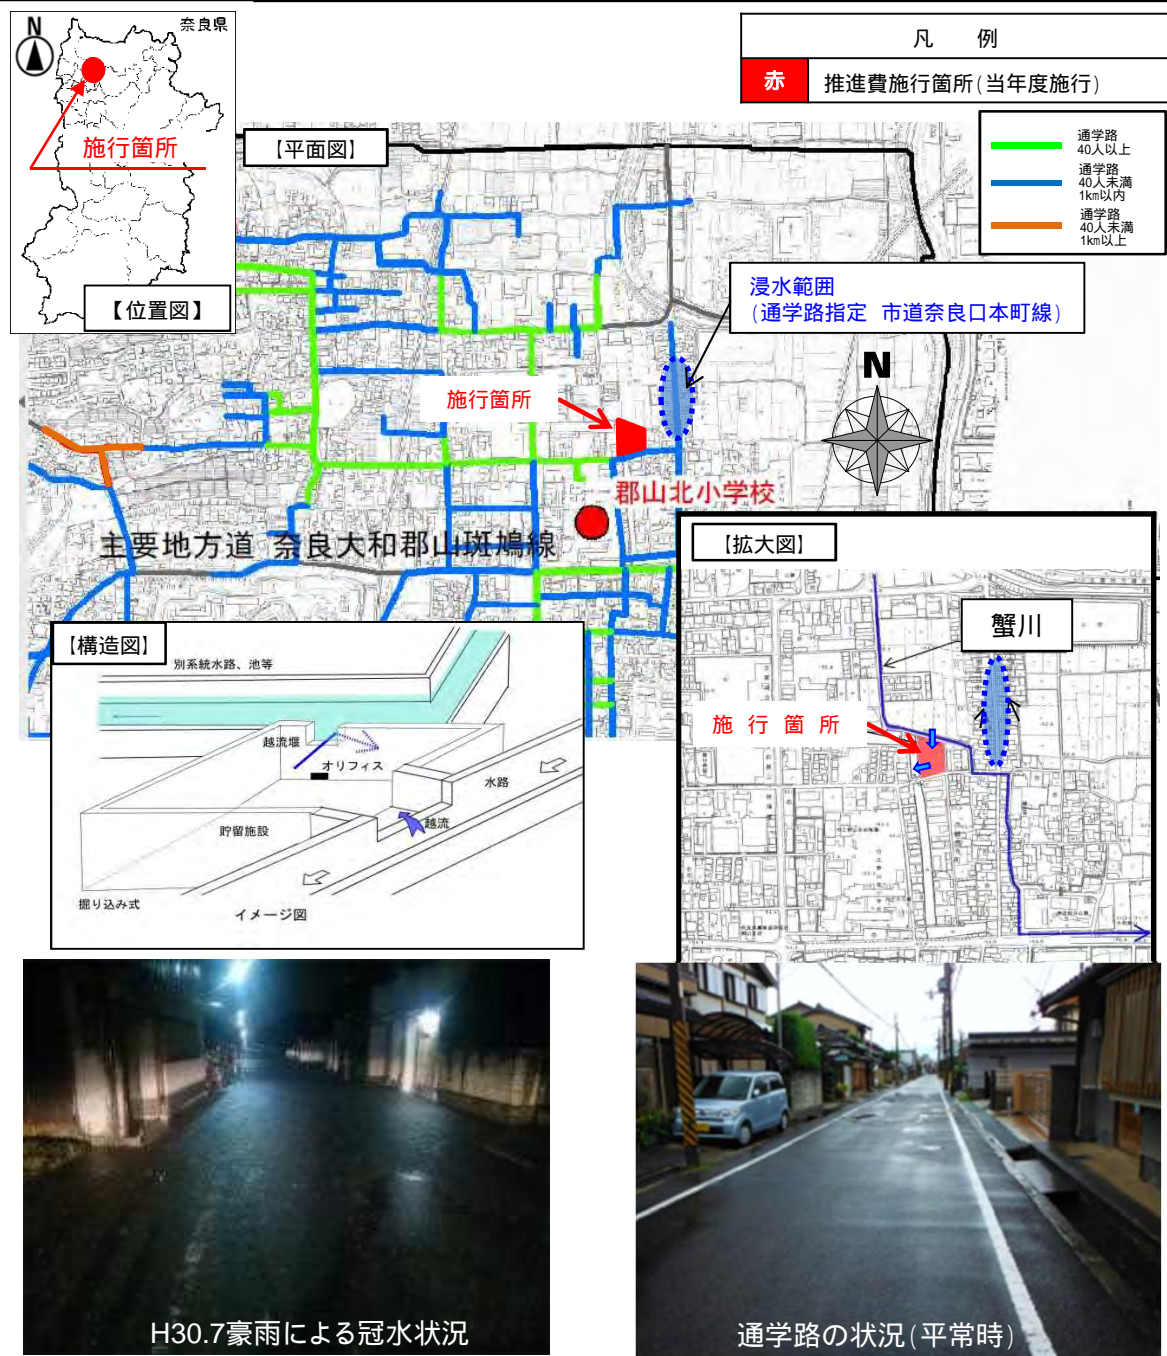 N
奈良県
施行箇所
【位置図】
凡　例
赤
推進費施行箇所(当年度施行)
通学路
40人以上
通学路
40人未満
1km以内
通学路
40人未満
1km以上
【平面図】
浸水範囲
(通学路指定 市道奈良口本町線)
N
施行箇所
郡山北小学校
主要地方道 奈良大和郡山斑鳩線
【構造図】
別系統水路、池等
越流堰
オリフィス
水路
越流
貯留施設
掘り込み式
イメージ図
【拡大図】
蟹川
施行箇所
H30.7豪雨による冠水状況
通学路の状況(平常時)